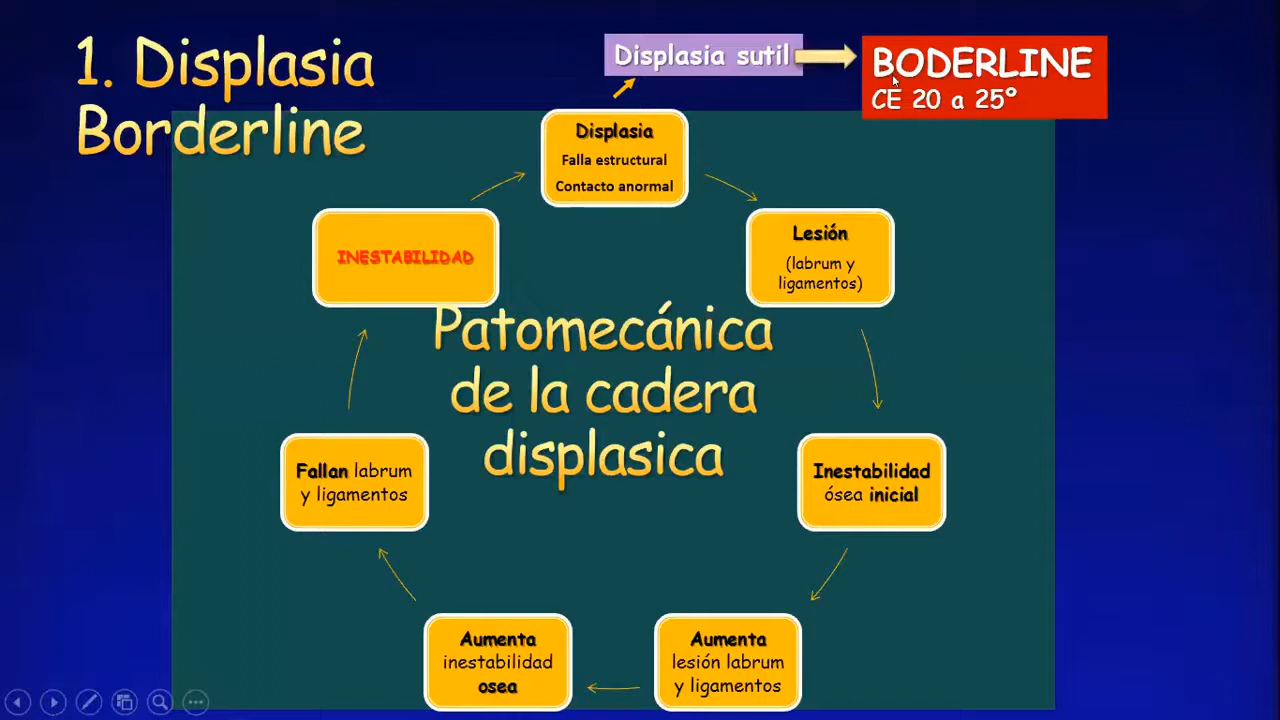 1. Displasia
Borderline
Displasia sutil
BODERLINE
CE 20 a 25°
Displasia
Falla estructural
Contacto anormal
Lesión
(labrum y
ligamentos)
Inestabilidad
ósea inicial
Aumenta
lesión labrum
y ligamentos
Aumenta
inestabilidad
osea
Fallan labrum
y ligamentos
INESTABILIDAD
Patomecánica
de la cadera
displasica